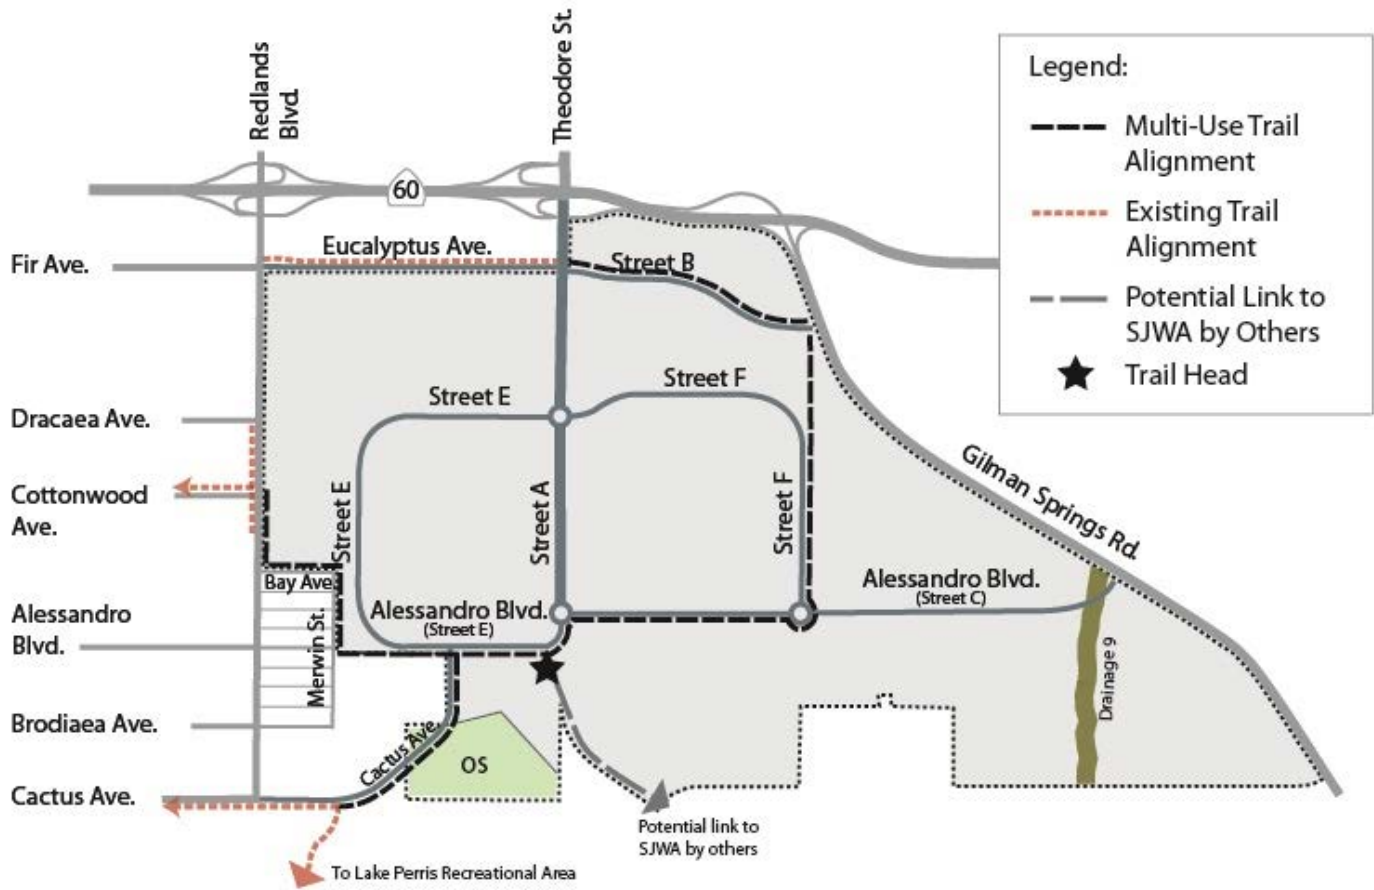 Redlands
Blvd.
Theodore St.
Legend:
Multi-Use Trail
Alignment
Existing Trail
Alignment
Potential Link to
SJWA by Others
Trail Head
60
Eucalyptus Ave.
Fir Ave.
Street B
Street F
Street E
Dracaea Ave.
Cottonwood
Ave.
Street E
Street A
Street F
Gilman Springs Rd.
Bay Ave.
Alessandro Blvd.
(Street C)
Alessandro Blvd.
(Street E)
Alessandro
Blvd.
Merwin St.
Drainage 9
Brodiaea Ave.
Cactus Ave.
OS
Cactus Ave.
Potential link to
SJWA by others
To Lake Perris Recreational Area